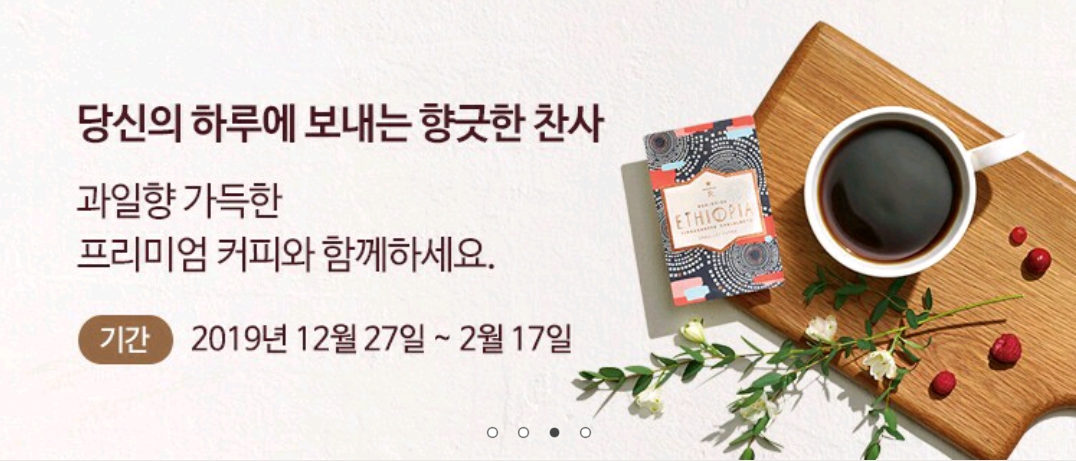 당신의 하루에 보내는 향긋한 찬사
과일향 가득한
프리미엄 커피와 함께하세요.
기간 2019년 12월 27일 ~ 2월 17일
ETHIOPIA